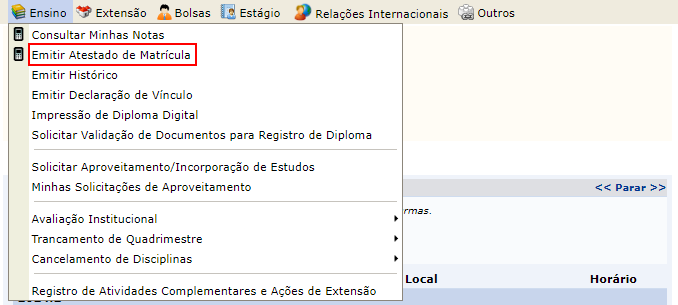 Ensino Extensão Bolsas Estágio Relações Internacionais Outros
Consultar Minhas Notas
Emitir Atestado de Matrícula
Emitir Histórico
Emitir Declaração de Vínculo
Impressão de Diploma Digital
Solicitar Validação de Documentos para Registro de Diploma
Solicitar Aproveitamento/Incorporação de Estudos
Minhas Solicitações de Aproveitamento
<< Parar >>
rmas.
Avaliação Institucional
Trancamento de Quadrimestre
Cancelamento de Disciplinas
Local Horário
Registro de Atividades Complementares e Ações de Extensão